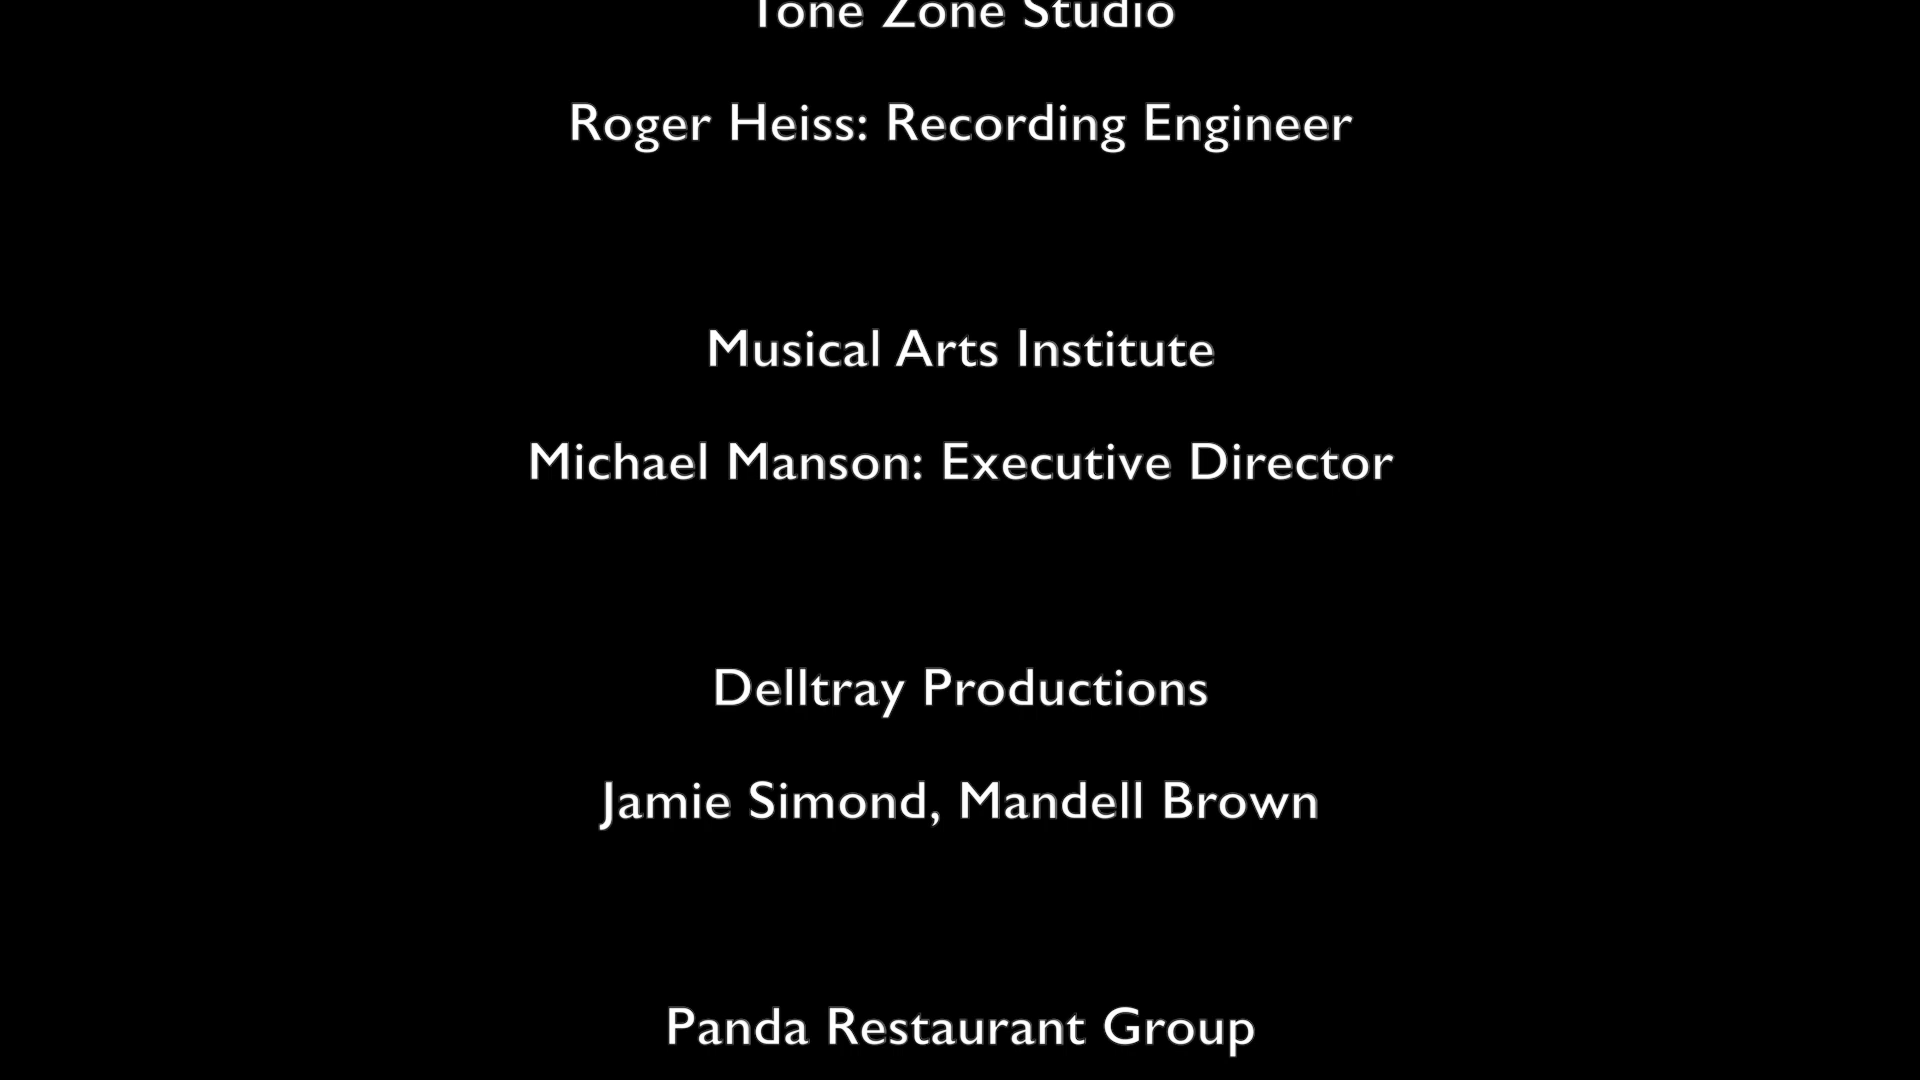 Tone Zone Studio
Roger Heiss: Recording Engineer
Musical Arts Institute
Michael Manson: Executive Director
Delltray Productions
Jamie Simond, Mandell Brown
Panda Restaurant Group